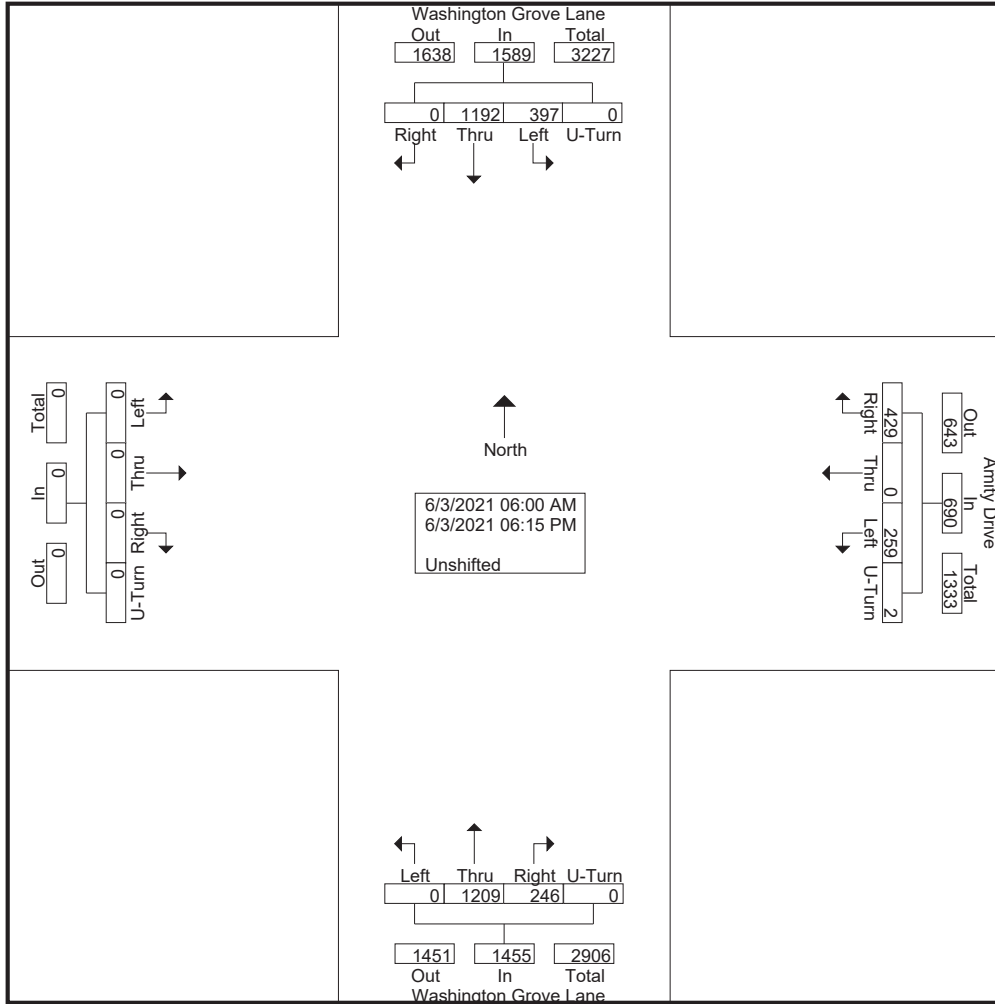 Washington Grove Lane
Out In Total
1638 1589 3227
0 1192 397 0
Right Thru Left U-Turn
Total In Out
0 0 0
0 0 0 0
Left Thru Right U-Turn
North
6/3/2021 06:00 AM
6/3/2021 06:15 PM
Unshifted
Amity Drive
Out In Total
643 690 1333
429 0 259 2
Right Thru Left U-Turn
Left Thru Right U-Turn
0 1209 246 0
1451 1455 2906
Out In Total
Washington Grove Lane